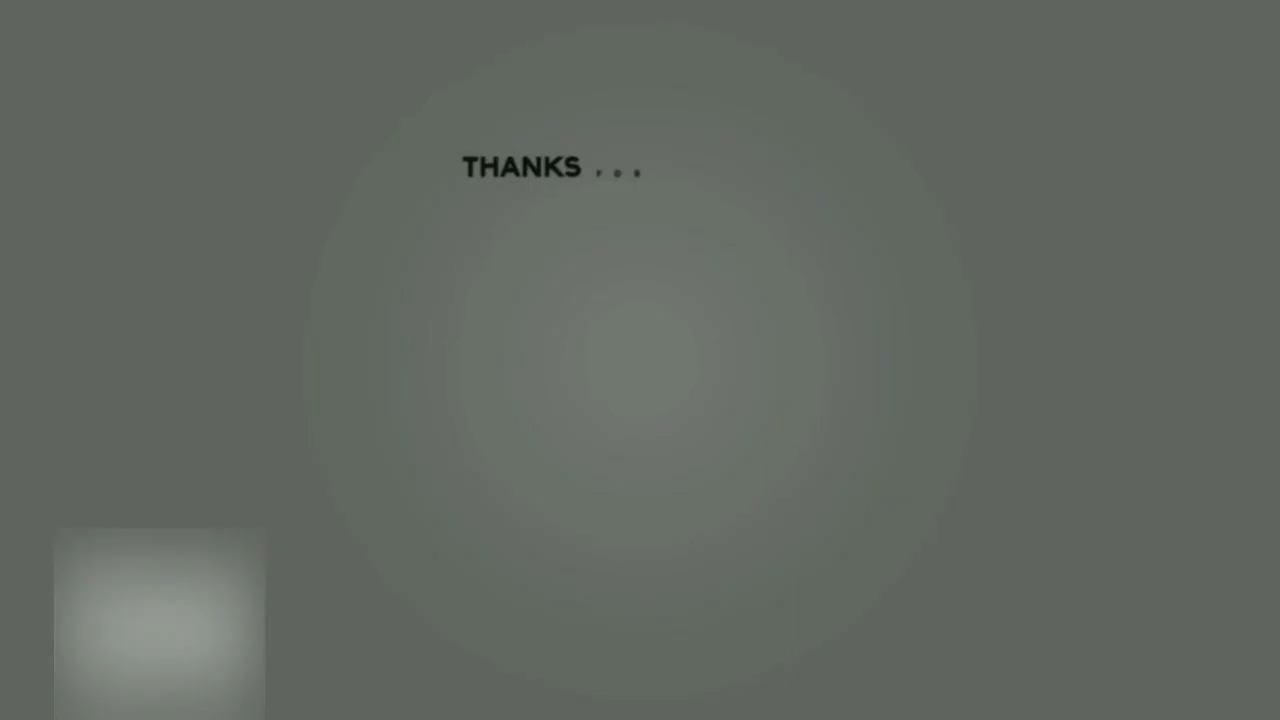 THANKS . . .